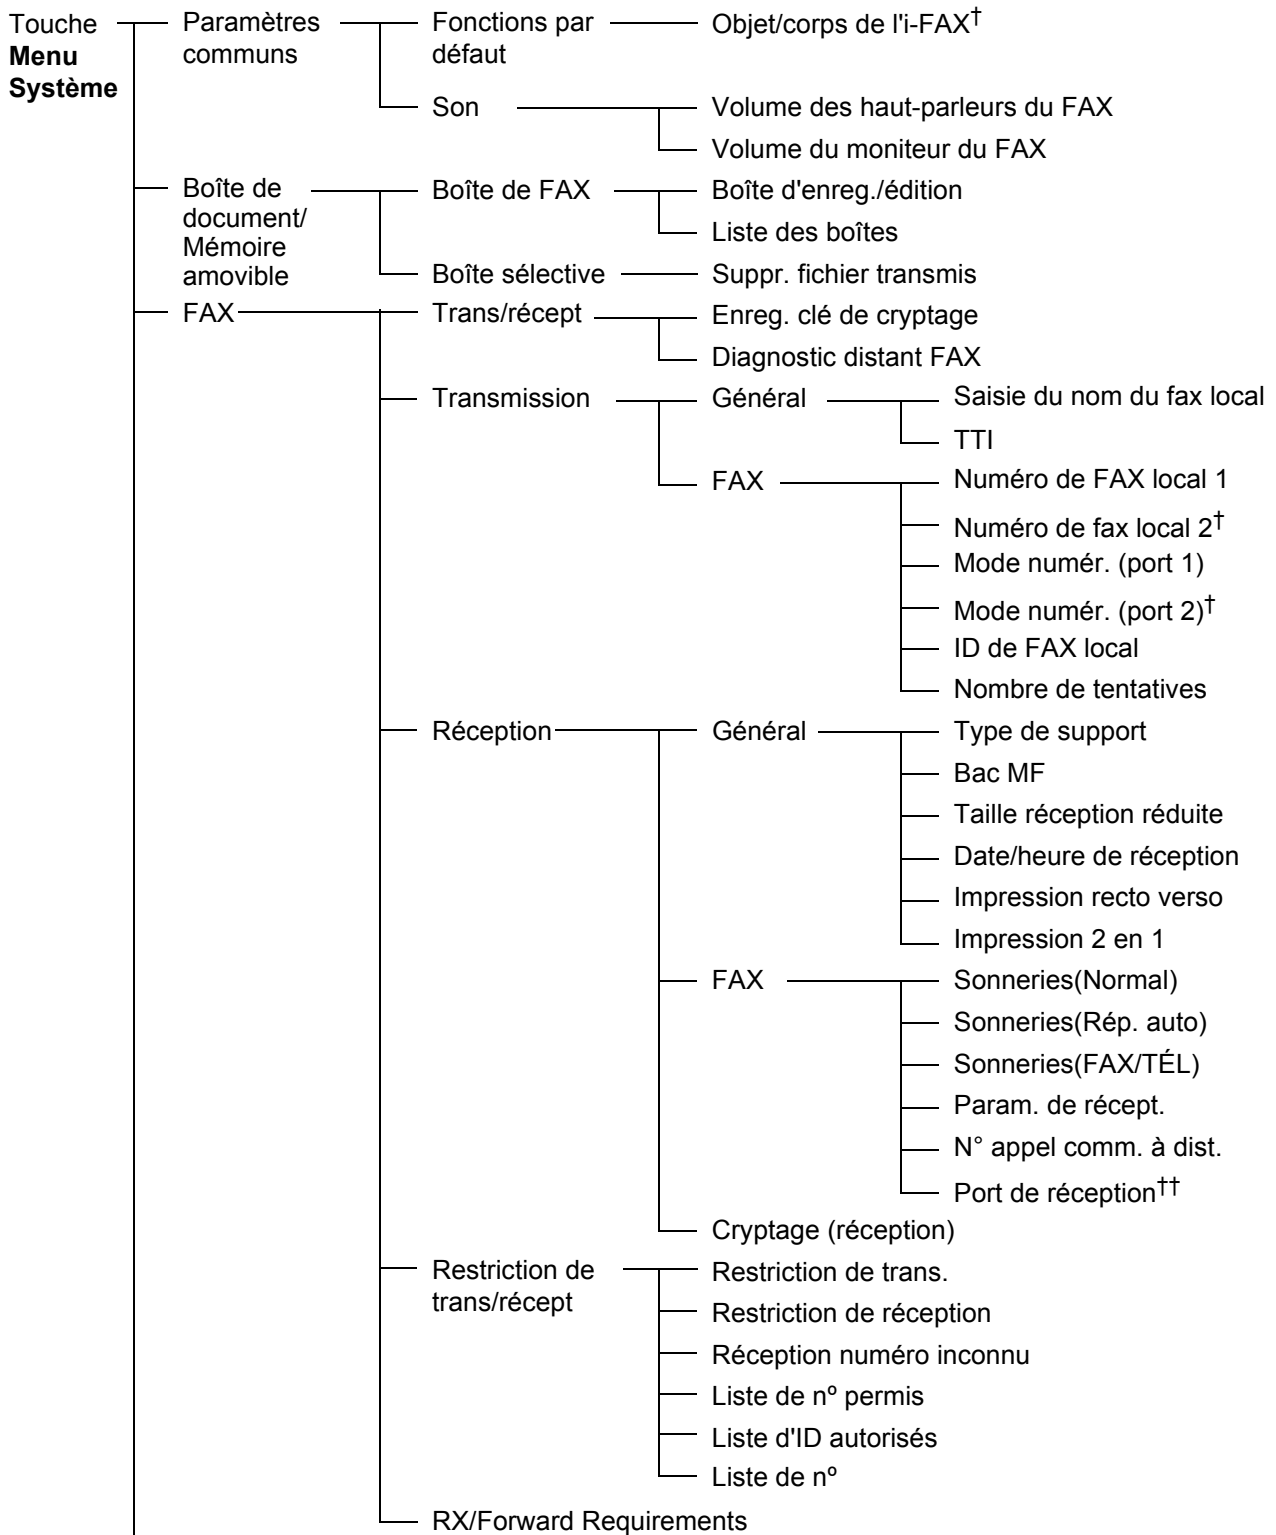 Touche
Menu
Système
Paramètres
communs
Fonctions par
défaut
Objet/corps de l'i-FAX†
Son
Volume des haut-parleurs du FAX
Volume du moniteur du FAX
Boîte de
document/
Mémoire
amovible
Boîte de FAX
Boîte d'enreg./édition
Liste des boîtes
Boîte sélective
Suppr. fichier transmis
FAX
Trans/récept
Enreg. clé de cryptage
Diagnostic distant FAX
Transmission
Général
Saisie du nom du fax local
TTI
FAX
Numéro de FAX local 1
Numéro de fax local 2†
Mode numér. (port 1)
Mode numér. (port 2)†
ID de FAX local
Nombre de tentatives
Réception
Général
Type de support
Bac MF
Taille réception réduite
Date/heure de réception
Impression recto verso
Impression 2 en 1
FAX
Sonneries(Normal)
Sonneries(Rép. auto)
Sonneries(FAX/TÉL)
Param. de récept.
N° appel comm. à dist.
Port de réception††
Cryptage (réception)
Restriction de
trans/récept
Restriction de trans.
Restriction de réception
Réception numéro inconnu
Liste de nº permis
Liste d'ID autorisés
Liste de nº
RX/Forward Requirements